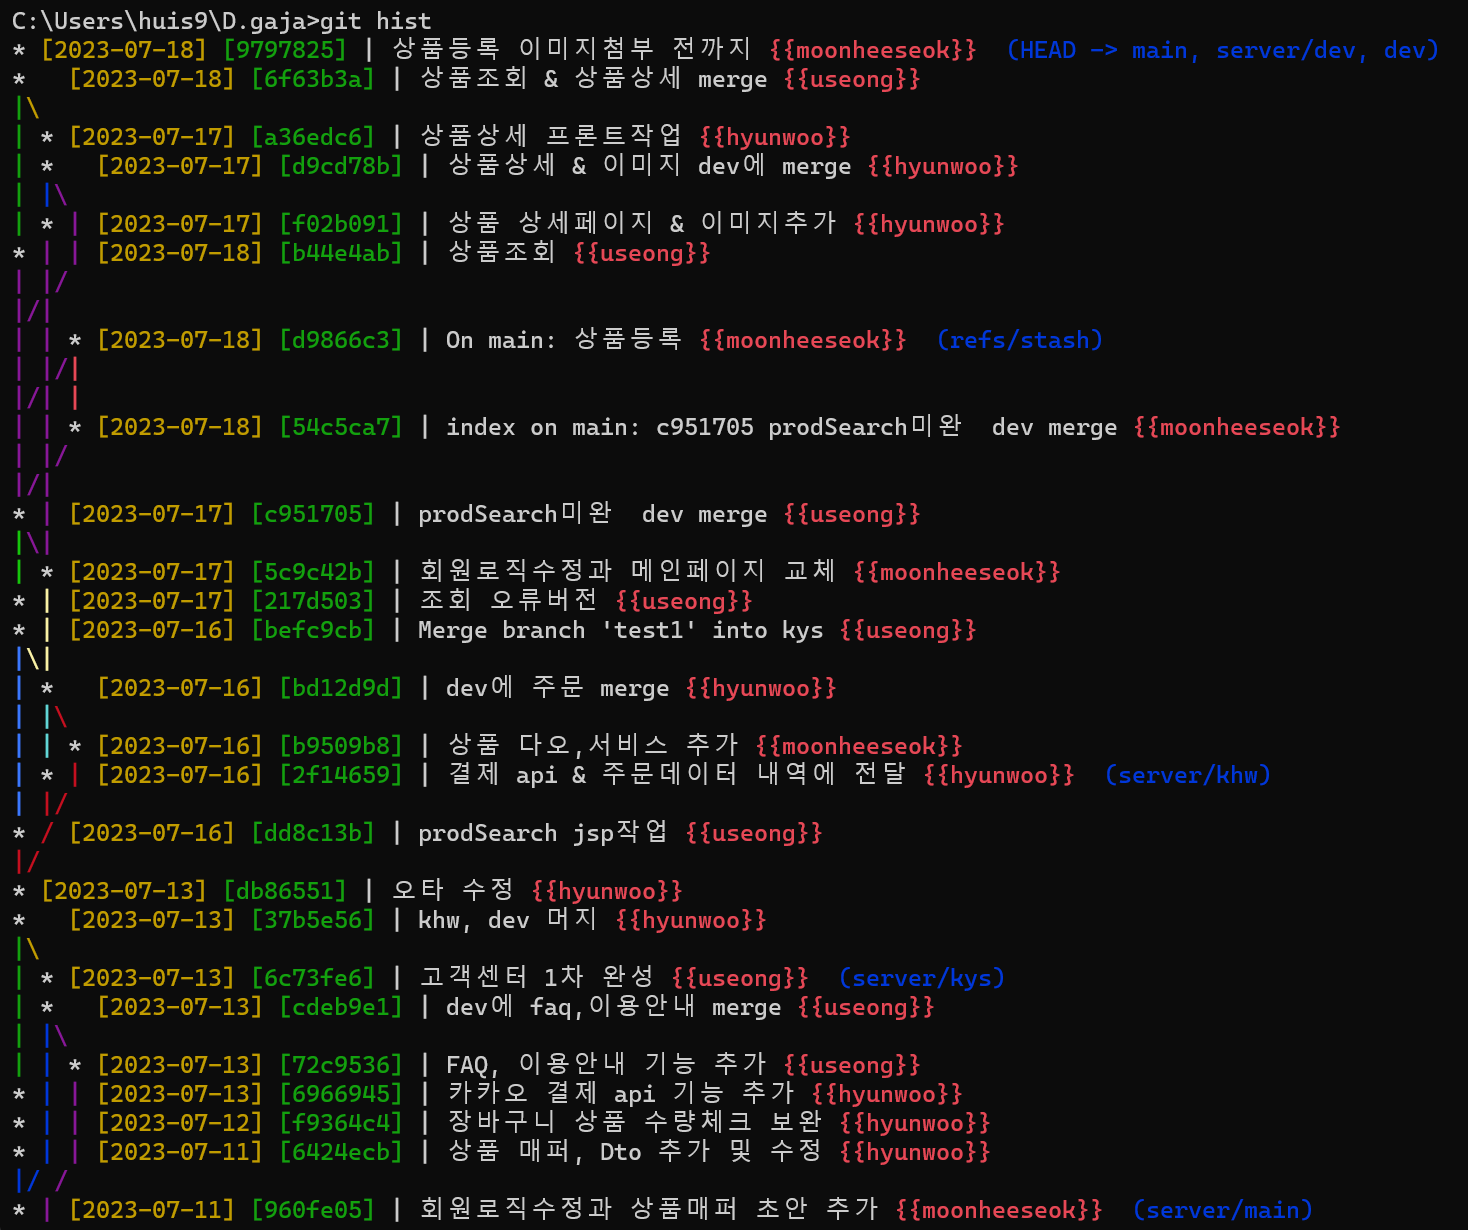 C:\Users\huis9\D.gaja>git hist
* [2023-07-18] [9797825] | 상품등록 이미지첨부 전까지 {{moonheeseok}}  (HEAD -> main, server/dev, dev)
*   [2023-07-18] [6f63b3a] | 상품조회 & 상품상세 merge {{useong}}
|\
| * [2023-07-17] [a36edc6] | 상품상세 프론트작업 {{hyunwoo}}
| *   [2023-07-17] [d9cd78b] | 상품상세 & 이미지 dev에 merge {{hyunwoo}}
| |\
| * | [2023-07-17] [f02b091] | 상품 상세페이지 & 이미지추가 {{hyunwoo}}
* | | [2023-07-18] [b44e4ab] | 상품조회 {{useong}}
| |/
|/|
| | * [2023-07-18] [d9866c3] | On main: 상품등록 {{moonheeseok}}  (refs/stash)
| |/|
|/| |
| | * [2023-07-18] [54c5ca7] | index on main: c951705 prodSearch미완  dev merge {{moonheeseok}}
| |/
|/|
* | [2023-07-17] [c951705] | prodSearch미완  dev merge {{useong}}
|\|
| * [2023-07-17] [5c9c42b] | 회원로직수정과 메인페이지 교체 {{moonheeseok}}
* | [2023-07-17] [217d503] | 조회 오류버전 {{useong}}
* | [2023-07-16] [befc9cb] | Merge branch 'test1' into kys {{useong}}
|\|
| *   [2023-07-16] [bd12d9d] | dev에 주문 merge {{hyunwoo}}
| |\
| | * [2023-07-16] [b9509b8] | 상품 다오,서비스 추가 {{moonheeseok}}
| * | [2023-07-16] [2f14659] | 결제 api & 주문데이터 내역에 전달 {{hyunwoo}}  (server/khw)
| |/
* / [2023-07-16] [dd8c13b] | prodSearch jsp작업 {{useong}}
|/
* [2023-07-13] [db86551] | 오타 수정 {{hyunwoo}}
*   [2023-07-13] [37b5e56] | khw, dev 머지 {{hyunwoo}}
|\
| * [2023-07-13] [6c73fe6] | 고객센터 1차 완성 {{useong}}  (server/kys)
| *   [2023-07-13] [cdeb9e1] | dev에 faq,이용안내 merge {{useong}}
| |\
| | * [2023-07-13] [72c9536] | FAQ, 이용안내 기능 추가 {{useong}}
* | | [2023-07-13] [6966945] | 카카오 결제 api 기능 추가 {{hyunwoo}}
* | | [2023-07-12] [f9364c4] | 장바구니 상품 수량체크 보완 {{hyunwoo}}
* | | [2023-07-11] [6424ecb] | 상품 매퍼, Dto 추가 및 수정 {{hyunwoo}}
|/ /
* | [2023-07-11] [960fe05] | 회원로직수정과 상품매퍼 초안 추가 {{moonheeseok}}  (server/main)